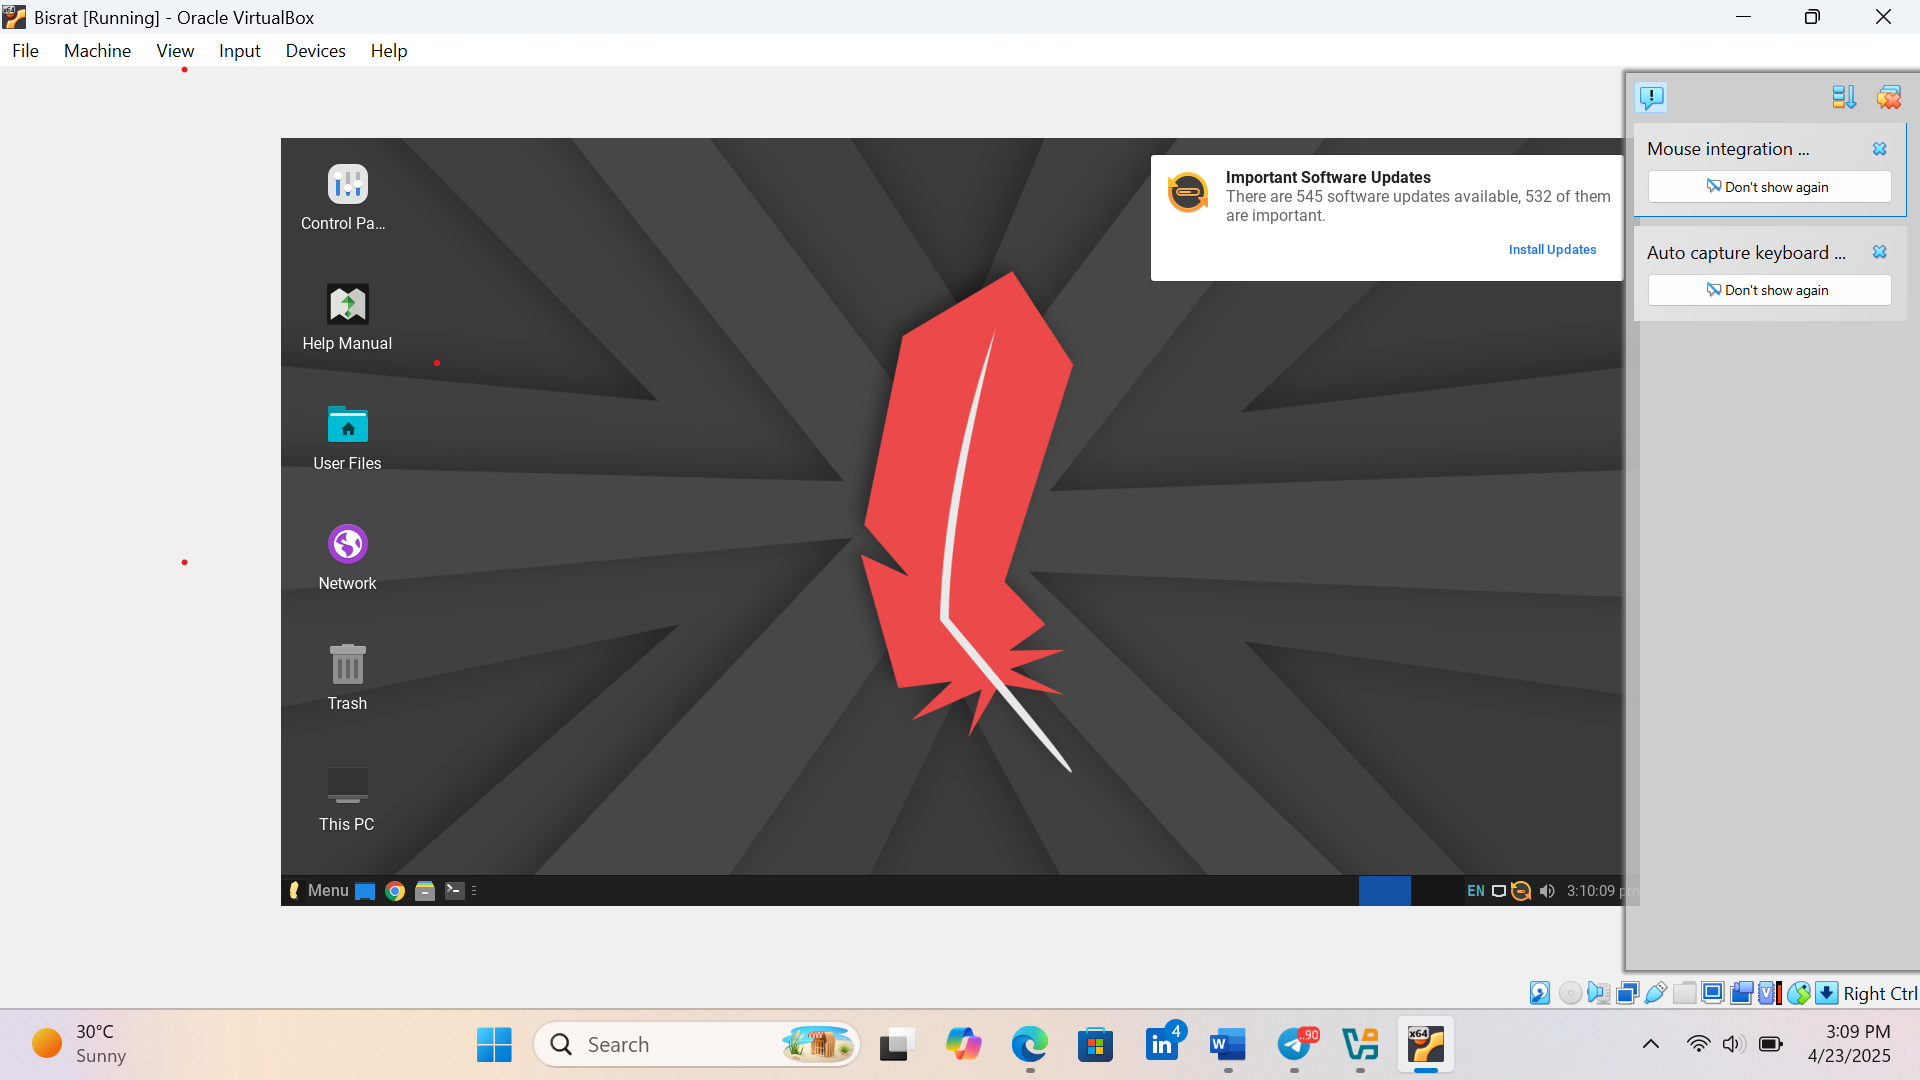 Bisrat [Running] - Oracle VirtualBox
File Machine View Input Devices Help
Mouse integration ...
Don't show again
Auto capture keyboard ...
Don't show again
Important Software Updates
There are 545 software updates available, 532 of them
are important.
Install Updates
Control Pa...
Help Manual
User Files
Network
Trash
This PC
Menu
EN
3:10:09 pm
Right Ctrl
30°C
Sunny
Search
4
..90
x64
3:09 PM
4/23/2025